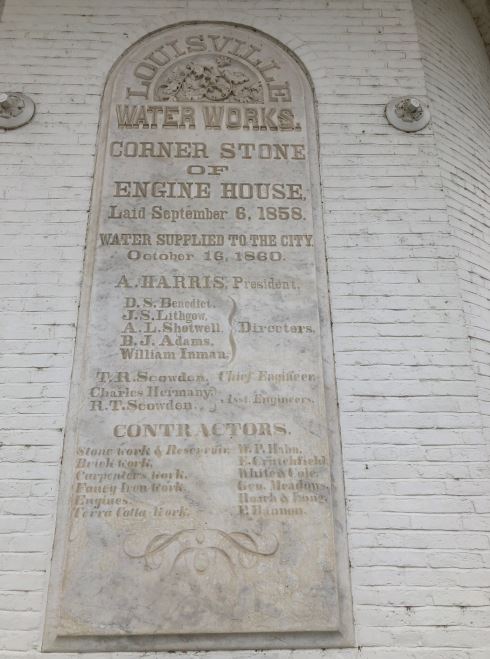 LOUISVILLE
WATER WORKS.
CORNER STONE
OF
ENGINE HOUSE,
Laid September 6, 1858.
WATER SUPPLIED TO THE CITY.
October 16, 1860.
A. HARRIS, President.
D. S. Benedict,
J. S. Lithgow,
A. L. Shotwell, Directors.
B. J. Adams,
William Inman,
T. R. Scowden, Chief Engineer.
Charles Hermany,
R. T. Scowden, Asst. Engineers.
CONTRACTORS.
Stone Work & Reservoir, W. P. Hahn.
Brick Work, E. Crutchfield.
Carpenters Work, White & Cole.
Fancy Iron Work, Geo. Meadow
Engines, Roach & Long.
Terra Cotta Work, P. Bannon.